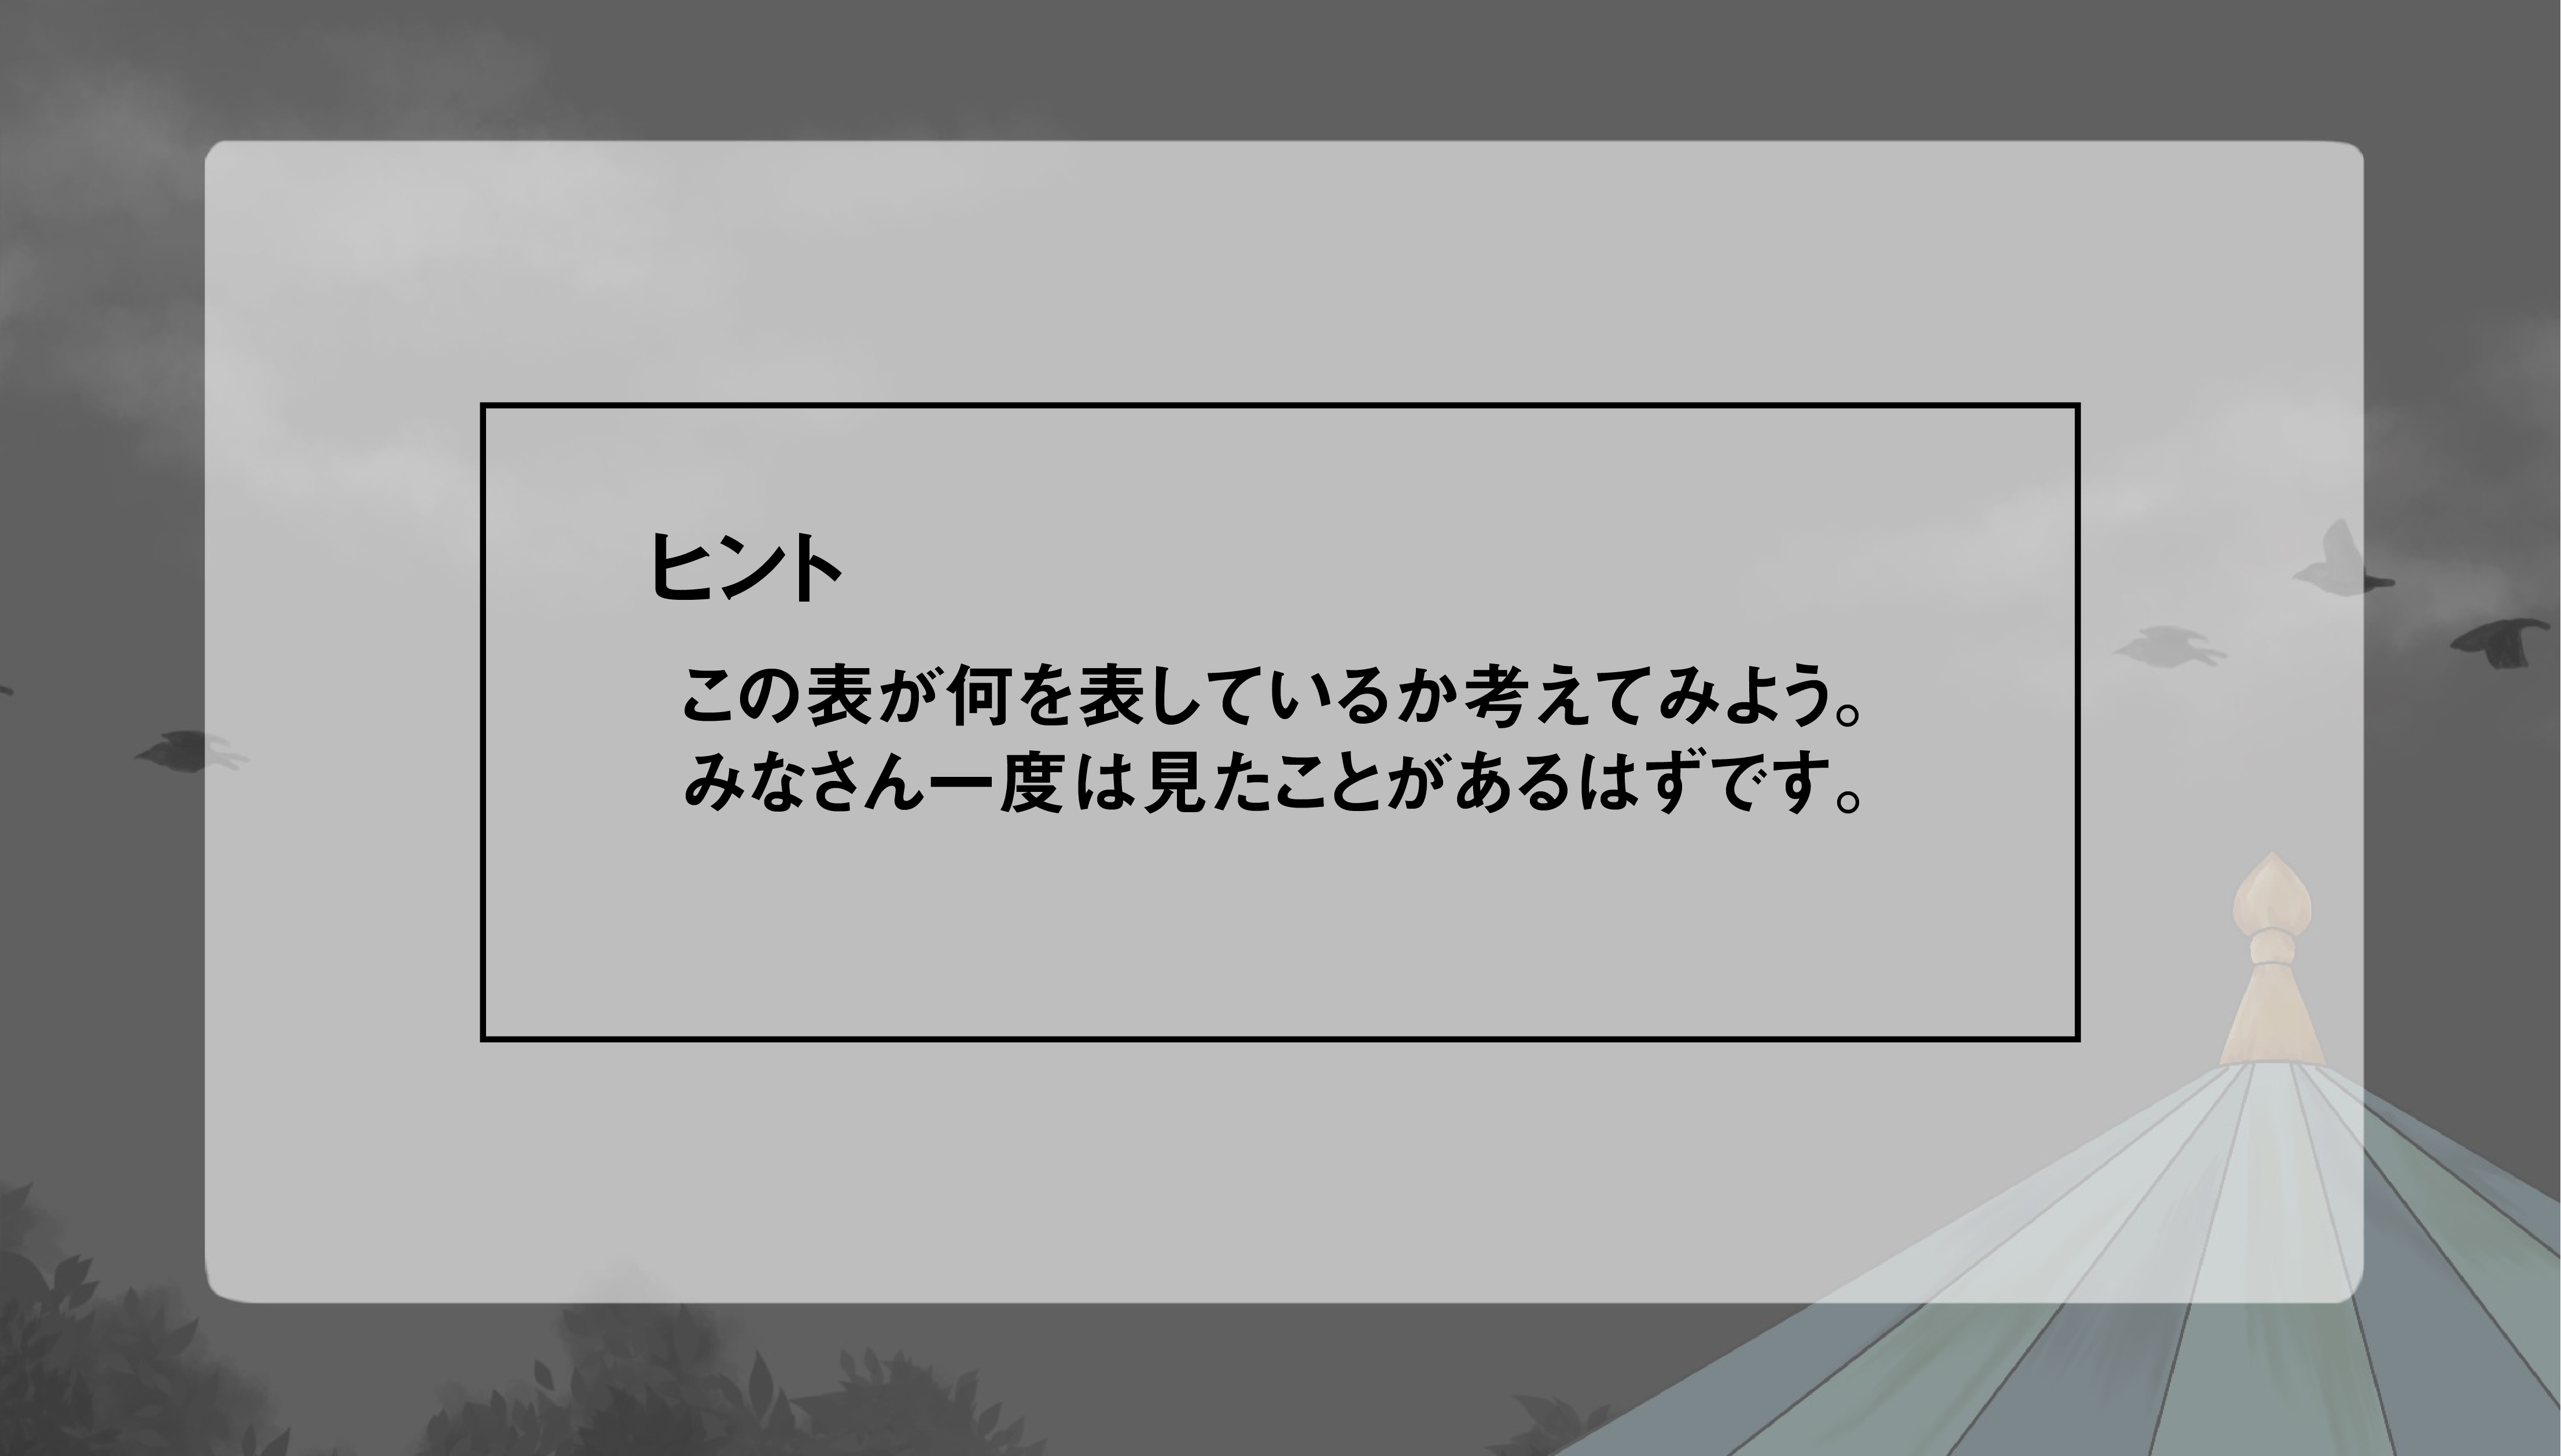 ヒント
この表が何を表しているか考えてみよう。
みなさん一度は見たことがあるはずです。